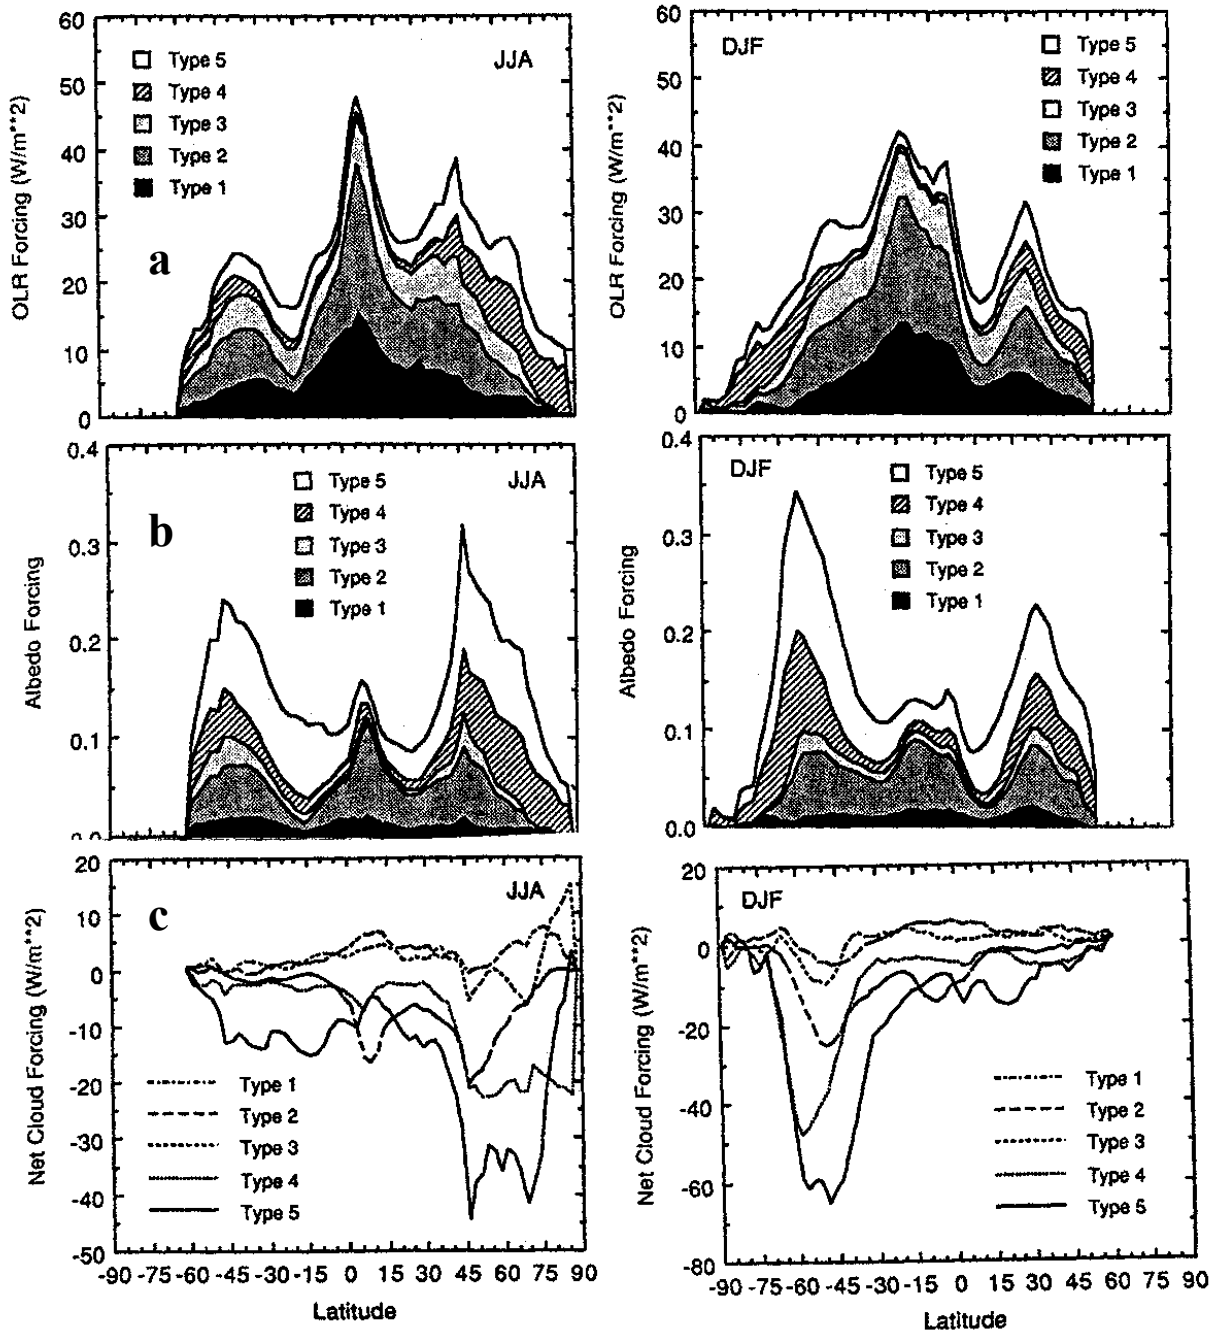 60
50
40
30
20
10
0
OLR Forcing (W/m**2)
Type 5
Type 4
Type 3
Type 2
Type 1
JJA
a
60
50
40
30
20
10
0
OLR Forcing (W/m**2)
DJF
Type 5
Type 4
Type 3
Type 2
Type 1
0.4
0.3
0.2
0.1
Albedo Forcing
Type 5
Type 4
Type 3
Type 2
Type 1
JJA
b
0.4
0.3
0.2
0.1
0.0
Albedo Forcing
DJF
Type 5
Type 4
Type 3
Type 2
Type 1
20
10
0
-10
-20
-30
-40
-50
Net Cloud Forcing (W/m**2)
c
JJA
Type 1
Type 2
Type 3
Type 4
Type 5
-90 -75 -60 -45 -30 -15 0 15 30 45 60 75 90
Latitude
20
0
-20
-40
-60
-80
Net Cloud Forcing (W/m**2)
DJF
Type 1
Type 2
Type 3
Type 4
Type 5
-90 -75 -60 -45 -30 -15 0 15 30 45 60 75 90
Latitude